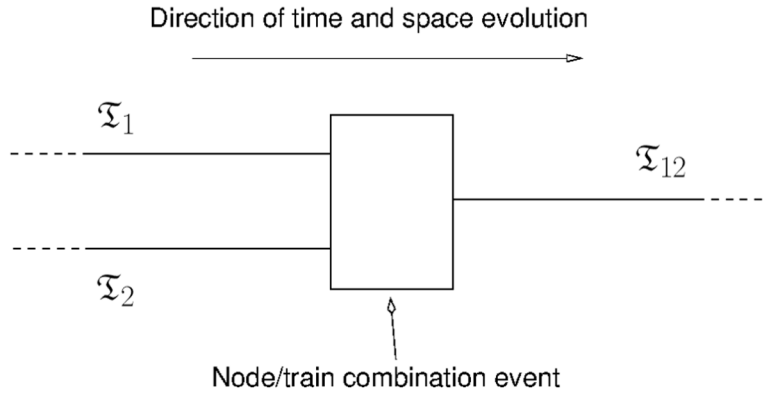 Direction of time and space evolution
𝔗₁
𝔗₁₂
𝔗₂
Node/train combination event